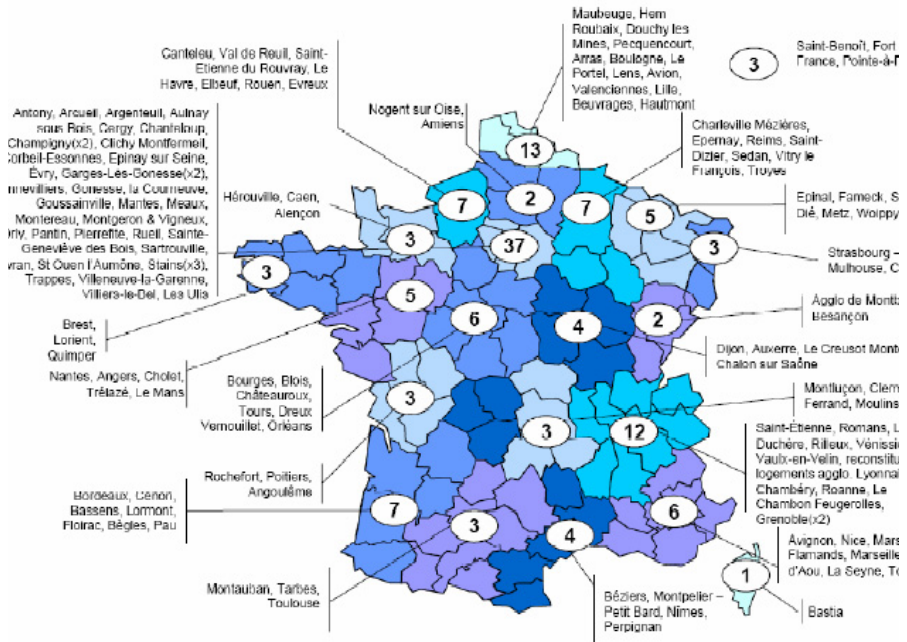 Maubeuge, Hem
Roubaix, Douchy les
Mines, Pecquencourt,
Arras, Boulogne, Le
Portel, Lens, Avion,
Valenciennes, Lille,
Beuvrages, Hautmont
3
Saint-Benoît, Fort
France, Pointe-à-
Canteleu, Val de Reuil, Saint-
Etienne du Rouvray, Le
Havre, Elbeuf, Rouen, Evreux
Nogent sur Oise,
Amiens
Antony, Arcueil, Argenteuil, Aulnay
sous Bois, Cergy, Chanteloup,
Champigny(x2), Clichy Montfermeil,
Corbeil-Essonnes, Epinay sur Seine,
Évry, Garges-Lès-Gonesse(x2),
nnevilliers, Gonesse, la Courneuve,
Goussainville, Mantes, Meaux,
Montereau, Montgeron & Vigneux,
Orly, Pantin, Pierrefite, Rueil, Sainte-
Geneviève des Bois, Sartrouville,
vran, St Ouen l'Aumône, Stains(x3),
Trappes, Villeneuve-la-Garenne,
Villiers-le-Bel, Les Ulis
Charleville Mézières,
Epernay, Reims, Saint-
Dizier, Sedan, Vitry le
François, Troyes
Hérouville, Caen,
Alençon
Epinal, Fameck, S
Dié, Metz, Woippy
Strasbourg –
Mulhouse, C
13
7
2
7
5
3
37
3
3
5
6
4
2
3
3
12
7
3
4
6
1
Brest,
Lorient,
Quimper
Agglo de Montb
Besançon
Dijon, Auxerre, Le Creusot Montc
Chalon sur Saône
Nantes, Angers, Cholet,
Trélazé, Le Mans
Bourges, Blois,
Châteauroux,
Tours, Dreux
Vernouillet, Orléans
Montluçon, Clerm
Ferrand, Moulins
Saint-Étienne, Romans, L
Duchère, Rilleux, Vénissie
Vaulx-en-Velin, reconstitu
logements agglo. Lyonnai
Chambéry, Roanne, Le
Chambon Feugerolles,
Grenoble(x2)
Rochefort, Poitiers,
Angoulême
Bordeaux, Cenon,
Bassens, Lormont,
Floirac, Bègles, Pau
Avignon, Nice, Mars
Flamands, Marseille
d'Aou, La Seyne, To
Montauban, Tarbes,
Toulouse
Béziers, Montpelier –
Petit Bard, Nîmes,
Perpignan
Bastia